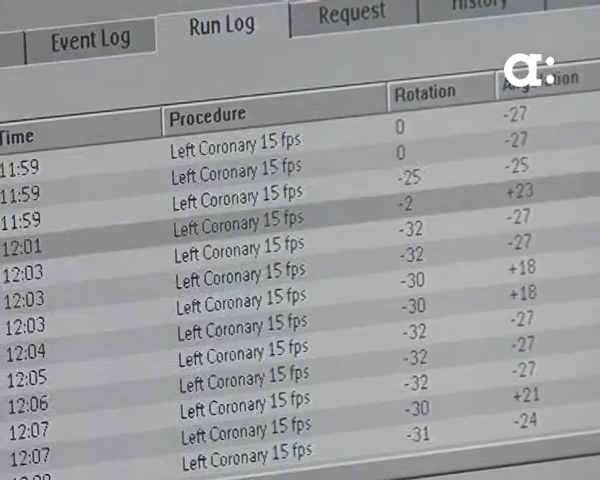 Event Log Run Log Request History
Time Procedure Rotation
11:59 Left Coronary 15 fps 0 -27
11:59 Left Coronary 15 fps 0 -27
11:59 Left Coronary 15 fps -25 -25
12:01 Left Coronary 15 fps -2 +23
12:03 Left Coronary 15 fps -32 -27
12:03 Left Coronary 15 fps -32 -27
12:03 Left Coronary 15 fps -30 +18
12:04 Left Coronary 15 fps -30 +18
12:05 Left Coronary 15 fps -32 -27
12:06 Left Coronary 15 fps -32 -27
12:07 Left Coronary 15 fps -32 -27
12:07 Left Coronary 15 fps -30 +21
Left Coronary 15 fps -31 -24
a: